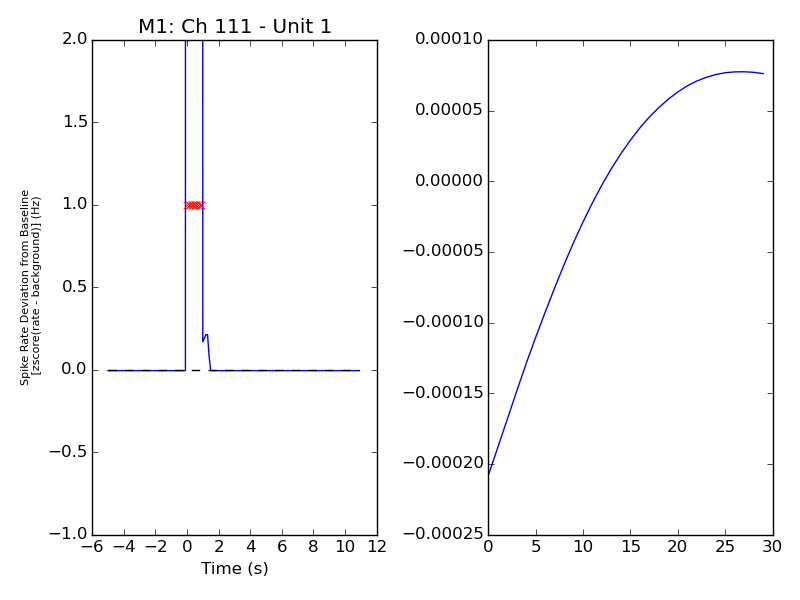 M1: Ch 111 - Unit 1
2.0
1.5
1.0
0.5
0.0
−0.5
−1.0
−6 −4 −2 0 2 4 6 8 10 12
Time (s)
Spike Rate Deviation from Baseline
[zscore(rate - background)] (Hz)
0.00010
0.00005
0.00000
−0.00005
−0.00010
−0.00015
−0.00020
−0.00025
0 5 10 15 20 25 30